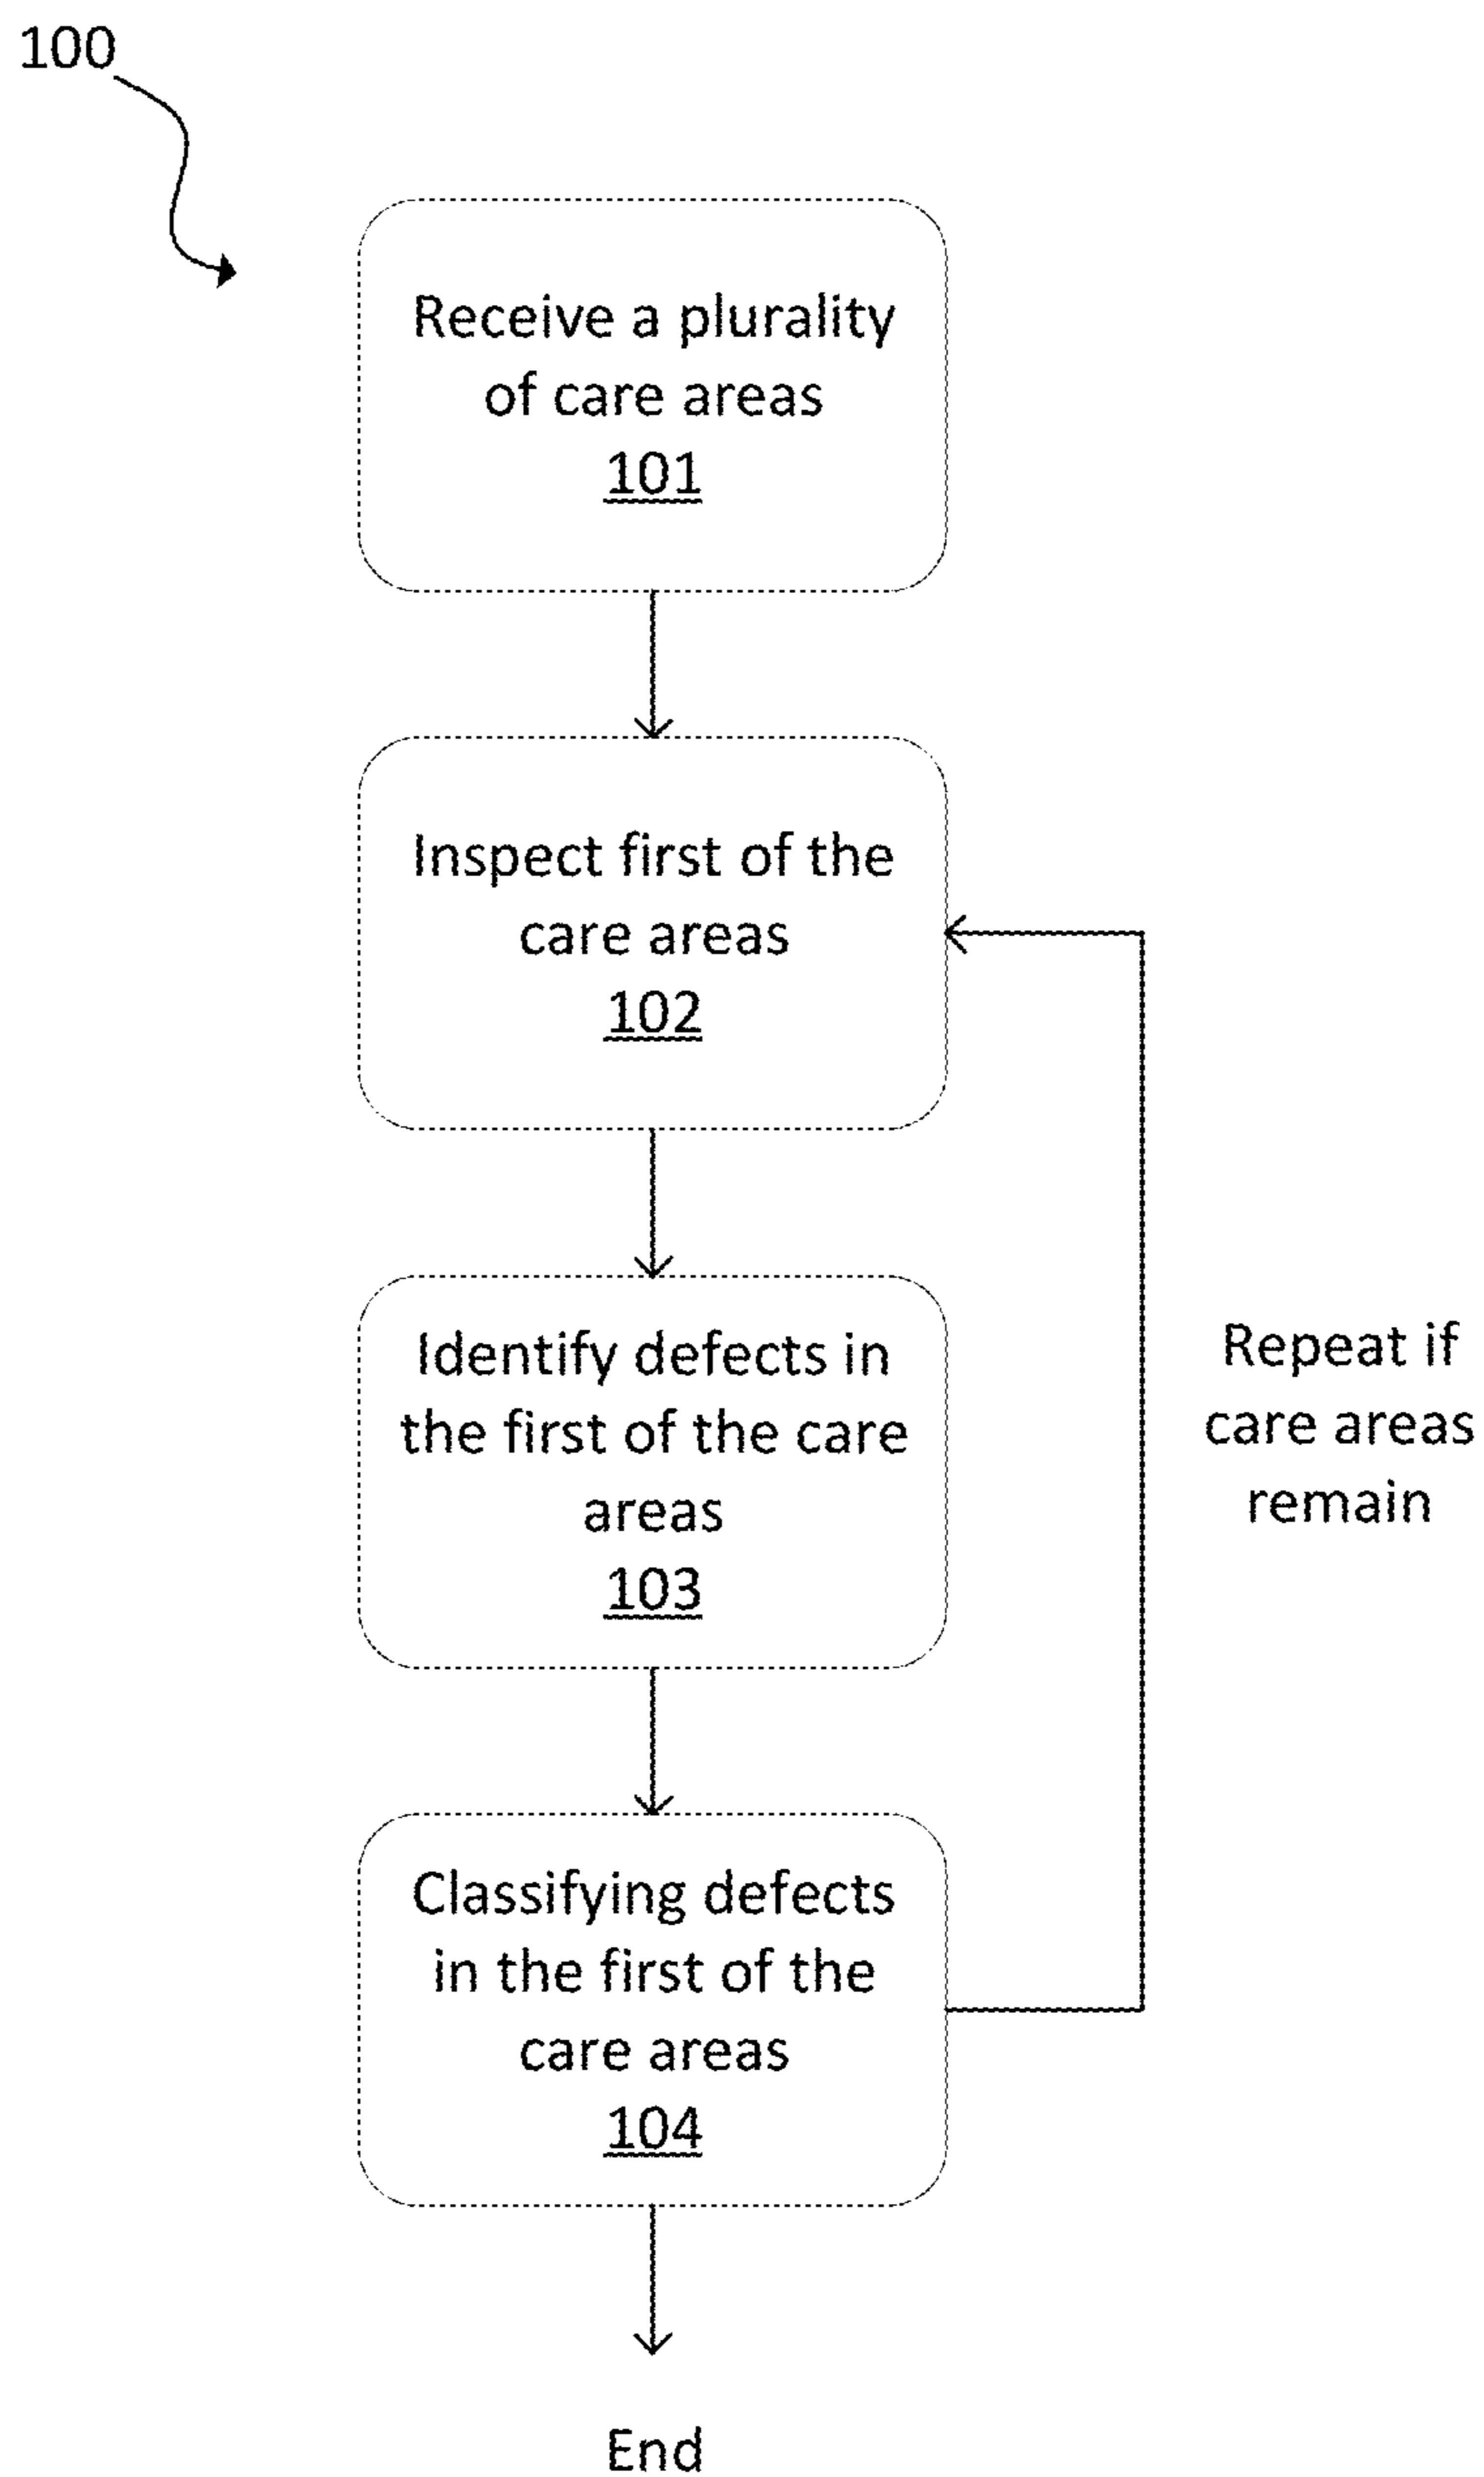 100
Receive a plurality
of care areas
101
Inspect first of the
care areas
102
Identify defects in
the first of the care
areas
103
Repeat if
care areas
remain
Classifying defects
in the first of the
care areas
104
End